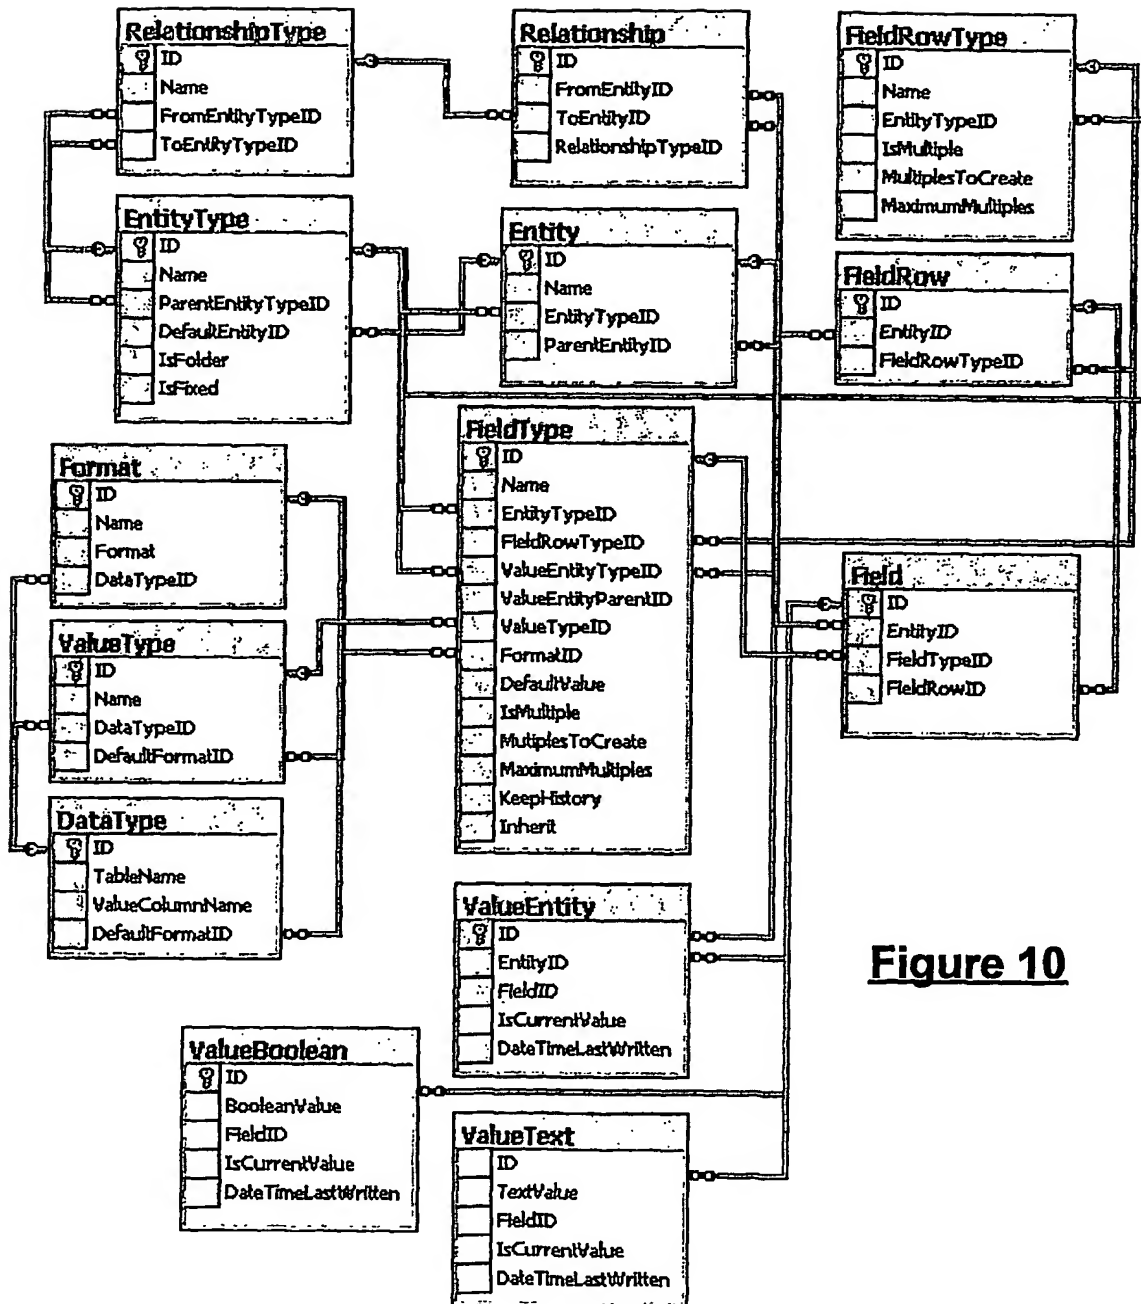 RelationshipType
ID
Name
FromEntityTypeID
ToEntityTypeID
Relationship
ID
FromEntityID
ToEntityID
RelationshipTypeID
FieldRowType
ID
Name
EntityTypeID
IsMultiple
MultiplesToCreate
MaximumMultiples
EntityType
ID
Name
ParentEntityTypeID
DefaultEntityID
IsFolder
IsFixed
Entity
ID
Name
EntityTypeID
ParentEntityID
FieldRow
ID
EntityID
FieldRowTypeID
Format
ID
Name
Format
DataTypeID
FieldType
ID
Name
EntityTypeID
FieldRowTypeID
ValueEntityTypeID
ValueEntityParentID
ValueTypeID
FormatID
DefaultValue
IsMultiple
MutiplesToCreate
MaximumMultiples
KeepHistory
Inherit
Field
ID
EntityID
FieldTypeID
FieldRowID
ValueType
ID
Name
DataTypeID
DefaultFormatID
DataType
ID
TableName
ValueColumnName
DefaultFormatID
ValueEntity
ID
EntityID
FieldID
IsCurrentValue
DateTimeLastWritten
Figure 10
ValueBoolean
ID
BooleanValue
FieldID
IsCurrentValue
DateTimeLastWritten
ValueText
ID
TextValue
FieldID
IsCurrentValue
DateTimeLastWritten